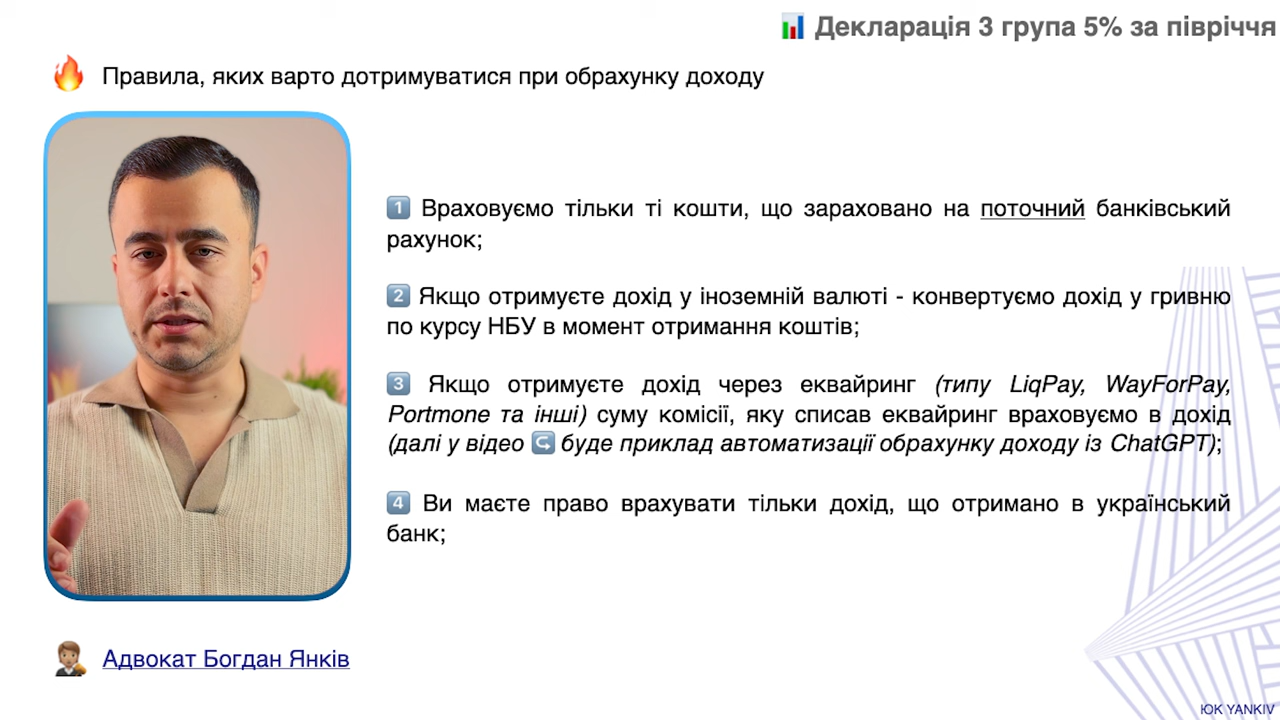 📊 Декларація 3 група 5% за півріччя
🔥 Правила, яких варто дотримуватися при обрахунку доходу
1️⃣ Враховуємо тільки ті кошти, що зараховано на поточний банківський
рахунок;
2️⃣ Якщо отримуєте дохід у іноземній валюті - конвертуємо дохід у гривню
по курсу НБУ в момент отримання коштів;
3️⃣ Якщо отримуєте дохід через еквайринг (типу LiqPay, WayForPay,
Portmone та інші) суму комісії, яку списав еквайринг враховуємо в дохід
(далі у відео ↪️ буде приклад автоматизації обрахунку доходу із ChatGPT);
4️⃣ Ви маєте право врахувати тільки дохід, що отримано в український
банк;
Адвокат Богдан Янків
ЮК YANKIV